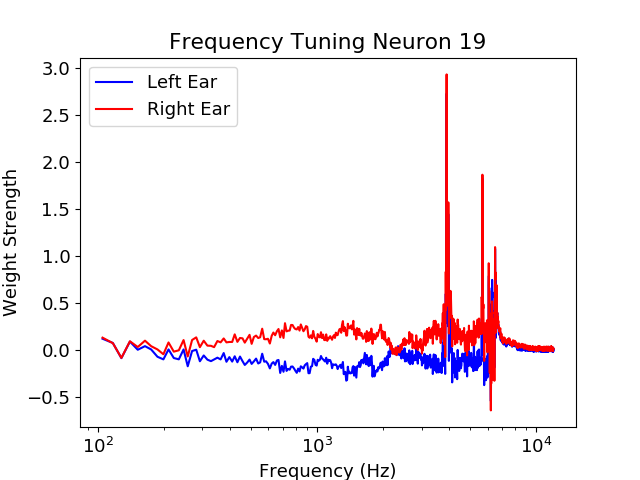 Frequency Tuning Neuron 19
Left Ear
Right Ear
3.0
2.5
2.0
1.5
1.0
0.5
0.0
−0.5
Weight Strength
10²
10³
10⁴
Frequency (Hz)